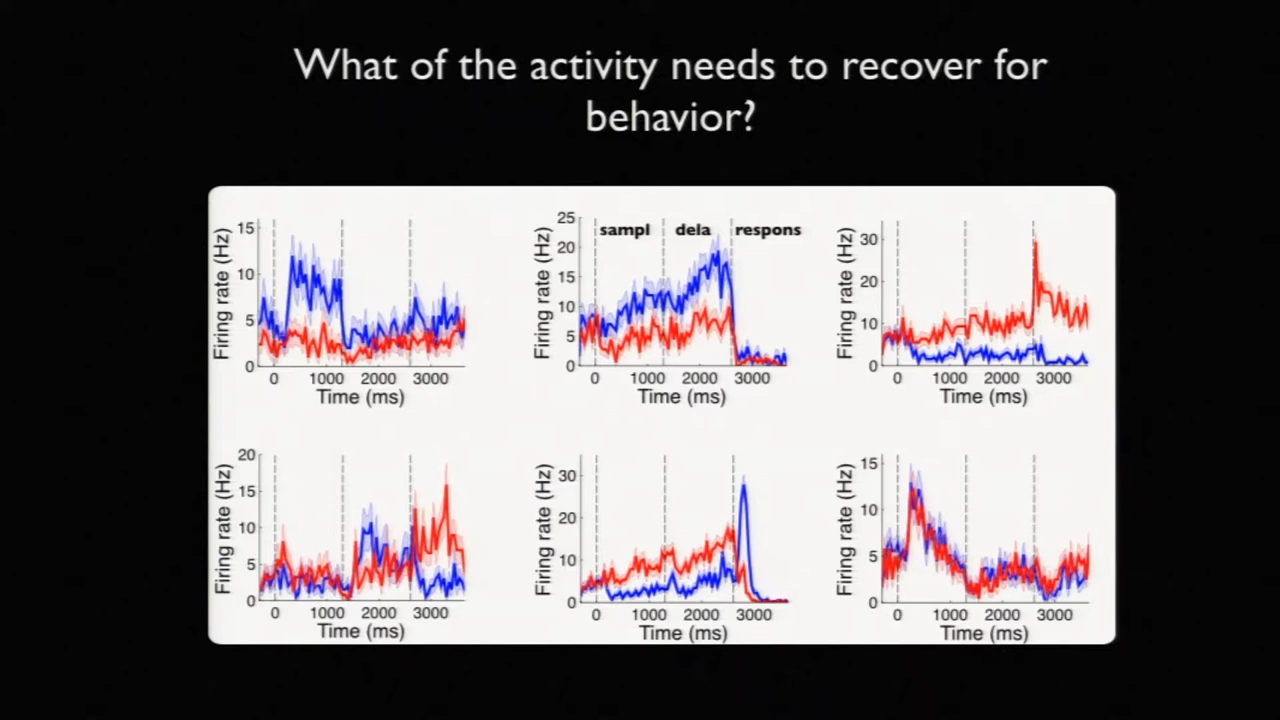 What of the activity needs to recover for
behavior?
15
10
5
0
Firing rate (Hz)
0 1000 2000 3000
Time (ms)
25
20
15
10
5
0
Firing rate (Hz)
sampl dela respons
0 1000 2000 3000
Time (ms)
30
20
10
0
Firing rate (Hz)
0 1000 2000 3000
Time (ms)
20
15
10
5
0
Firing rate (Hz)
0 1000 2000 3000
Time (ms)
30
20
10
0
Firing rate (Hz)
0 1000 2000 3000
Time (ms)
15
10
5
0
Firing rate (Hz)
0 1000 2000 3000
Time (ms)